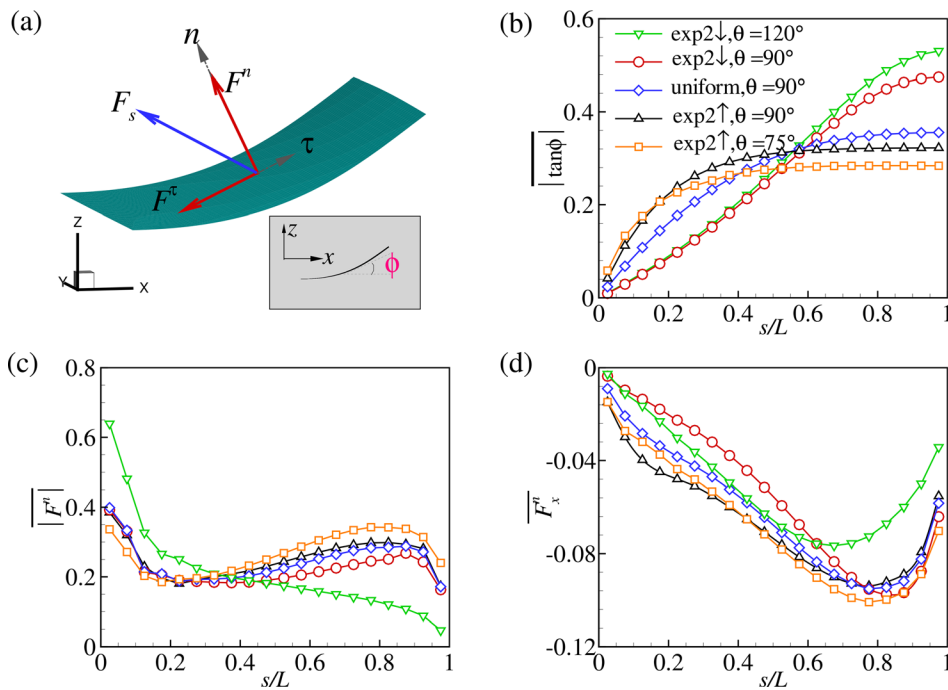 (a)
n
Fⁿ
F_s
τ
F^τ
Z
Y
X
z
x
ϕ
(b)
0.6
0.4
0.2
0
|tanϕ|
exp2↓,θ =120°
exp2↓,θ =90°
uniform,θ =90°
exp2↑,θ =90°
exp2↑,θ =75°
0 0.2 0.4 0.6 0.8 1
s/L
(c)
0.8
0.6
0.4
0.2
0
|Fⁿ|
0 0.2 0.4 0.6 0.8 1
s/L
(d)
0
-0.04
-0.08
-0.12
Fₓⁿ
0 0.2 0.4 0.6 0.8 1
s/L